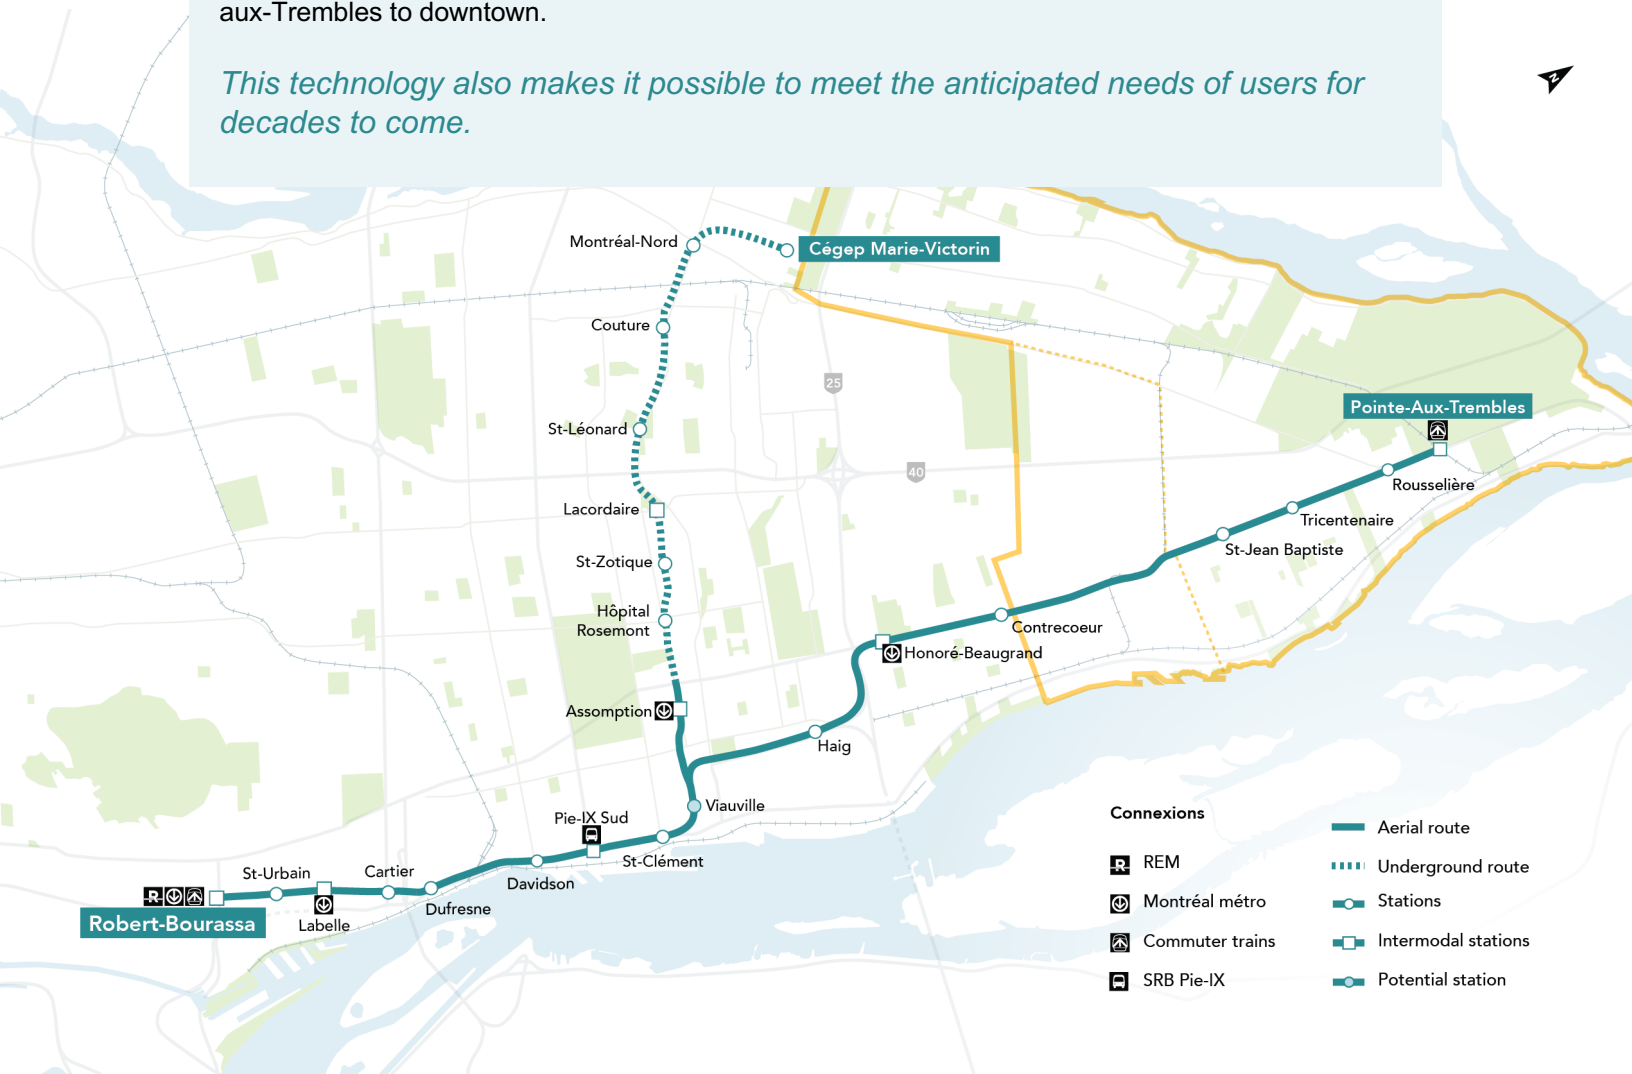 aux-Trembles to downtown.
This technology also makes it possible to meet the anticipated needs of users for
decades to come.
N
Montréal-Nord
Cégep Marie-Victorin
Couture
25
Pointe-Aux-Trembles
St-Léonard
40
Rousselière
Lacordaire
Tricentenaire
St-Jean Baptiste
St-Zotique
Hôpital
Rosemont
Contrecoeur
Honoré-Beaugrand
Assomption
Haig
Viauville
Pie-IX Sud
St-Clément
St-Urbain
Cartier
Davidson
Dufresne
R
Robert-Bourassa
Labelle
Connexions
R REM
Montréal métro
Commuter trains
SRB Pie-IX
Aerial route
Underground route
Stations
Intermodal stations
Potential station